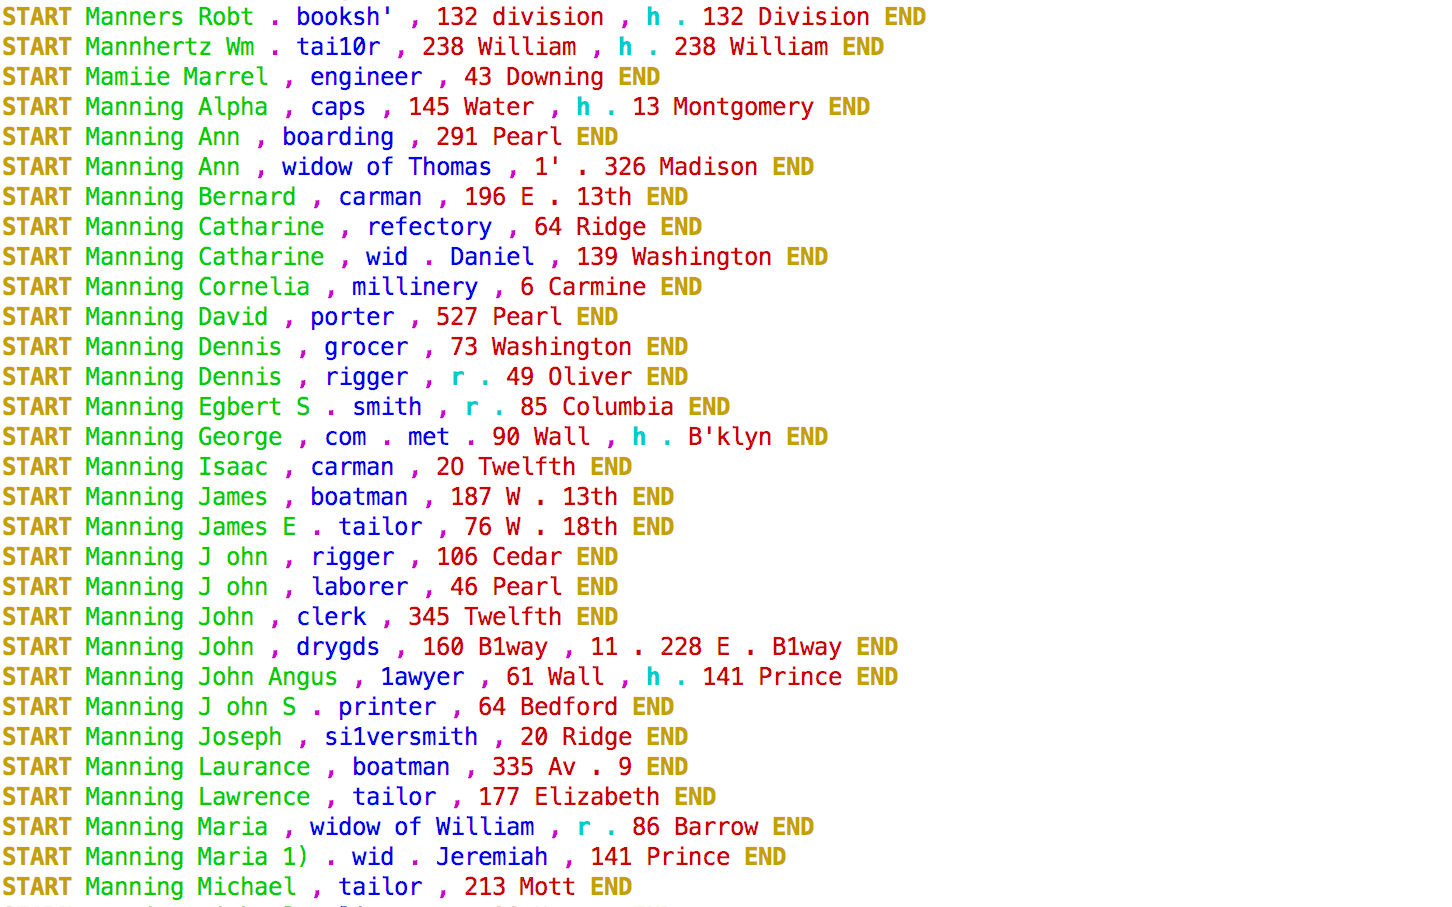 START Manners Robt . booksh' , 132 division , h . 132 Division END
START Mannhertz Wm . tai10r , 238 William , h . 238 William END
START Mamiie Marrel , engineer , 43 Downing END
START Manning Alpha , caps , 145 Water , h . 13 Montgomery END
START Manning Ann , boarding , 291 Pearl END
START Manning Ann , widow of Thomas , 1' . 326 Madison END
START Manning Bernard , carman , 196 E . 13th END
START Manning Catharine , refectory , 64 Ridge END
START Manning Catharine , wid . Daniel , 139 Washington END
START Manning Cornelia , millinery , 6 Carmine END
START Manning David , porter , 527 Pearl END
START Manning Dennis , grocer , 73 Washington END
START Manning Dennis , rigger , r . 49 Oliver END
START Manning Egbert S . smith , r . 85 Columbia END
START Manning George , com . met . 90 Wall , h . B'klyn END
START Manning Isaac , carman , 2O Twelfth END
START Manning James , boatman , 187 W . 13th END
START Manning James E . tailor , 76 W . 18th END
START Manning J ohn , rigger , 106 Cedar END
START Manning J ohn , laborer , 46 Pearl END
START Manning John , clerk , 345 Twelfth END
START Manning John , drygds , 160 B1way , 11 . 228 E . B1way END
START Manning John Angus , 1awyer , 61 Wall , h . 141 Prince END
START Manning J ohn S . printer , 64 Bedford END
START Manning Joseph , si1versmith , 20 Ridge END
START Manning Laurance , boatman , 335 Av . 9 END
START Manning Lawrence , tailor , 177 Elizabeth END
START Manning Maria , widow of William , r . 86 Barrow END
START Manning Maria 1) . wid . Jeremiah , 141 Prince END
START Manning Michael , tailor , 213 Mott END